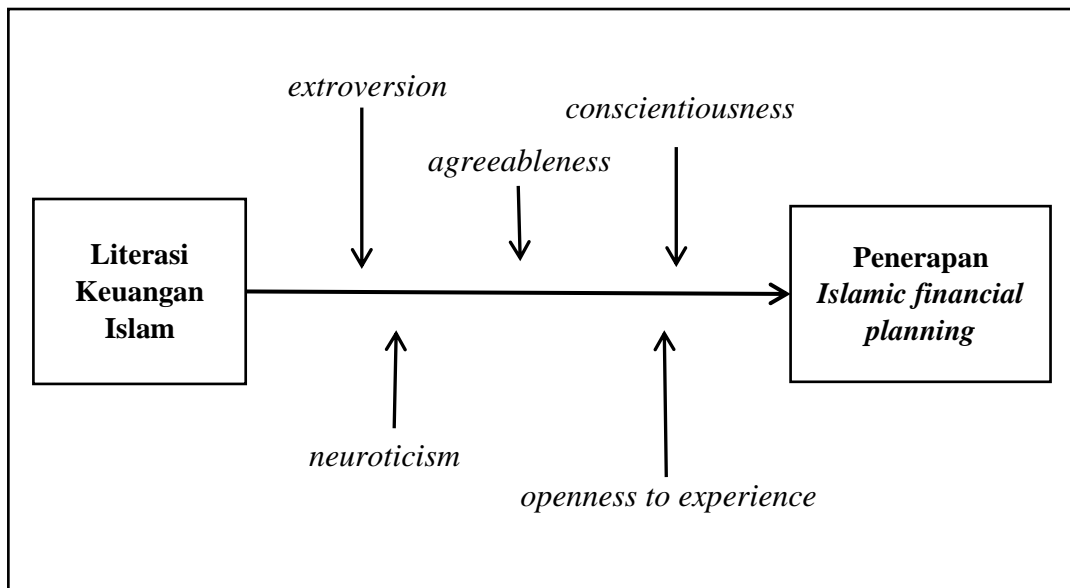 extroversion
conscientiousness
agreeableness
Literasi
Keuangan
Islam
Penerapan
Islamic financial
planning
neuroticism
openness to experience